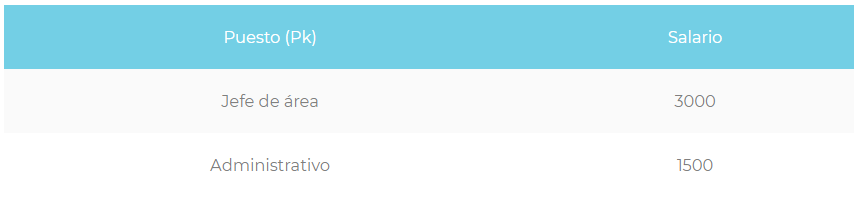 Puesto (Pk) Salario
Jefe de área 3000
Administrativo 1500